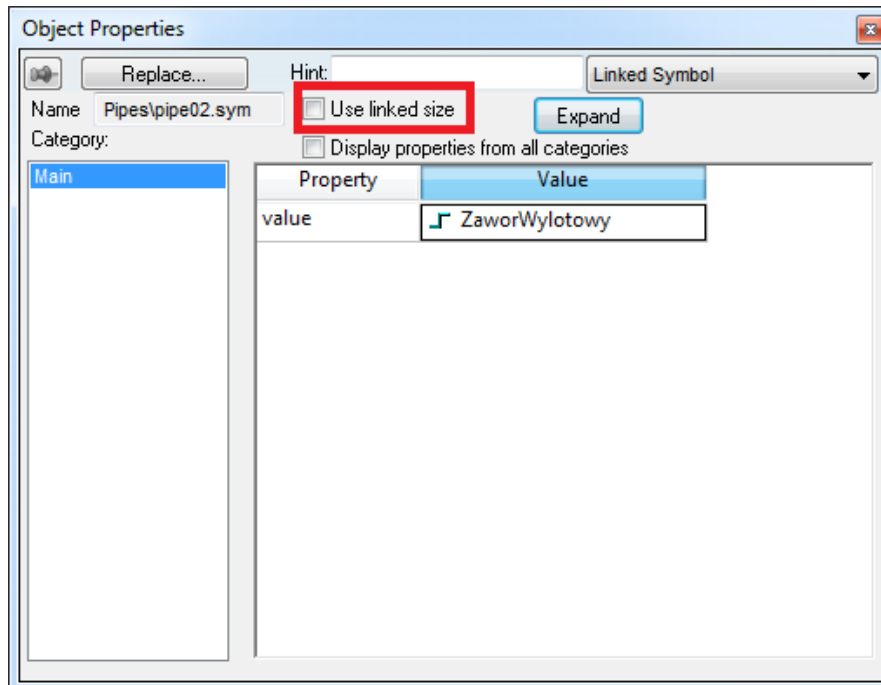 Object Properties
Replace... Hint: Linked Symbol
Name Pipes\pipe02.sym Use linked size Expand
Category: Display properties from all categories
Main Property Value
value ZaworWylotowy